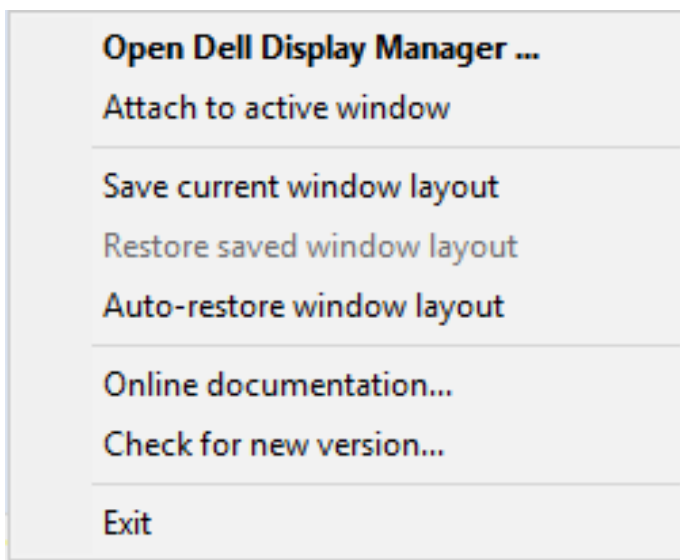 Open Dell Display Manager ...
Attach to active window
Save current window layout
Restore saved window layout
Auto-restore window layout
Online documentation...
Check for new version...
Exit